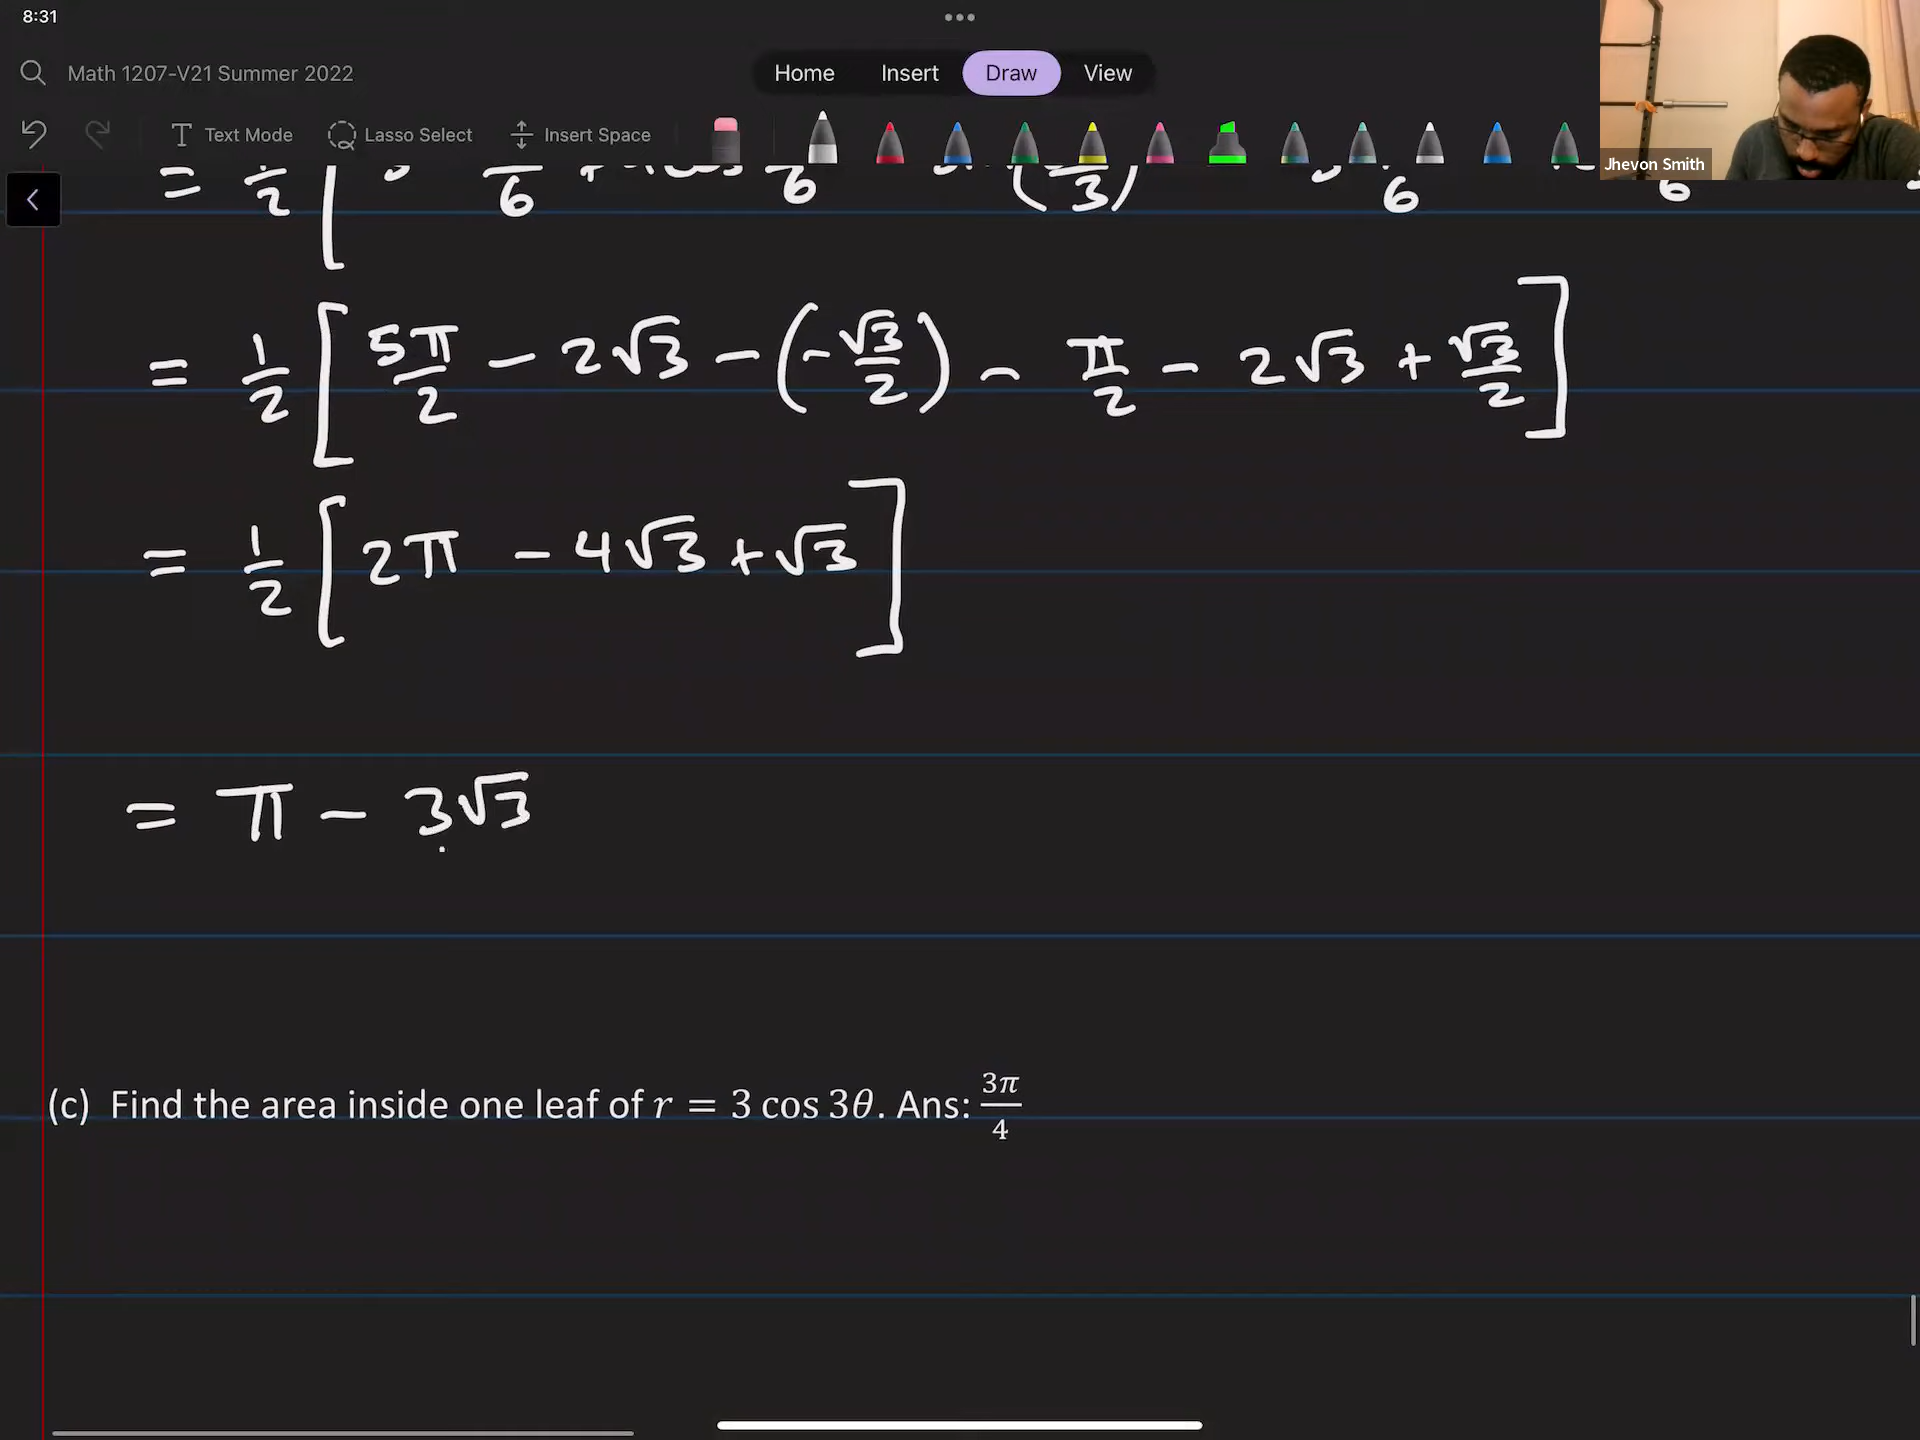 8:31
Math 1207-V21 Summer 2022
Home Insert Draw View
Text Mode Lasso Select Insert Space
Jhevon Smith
= 1/2 [
= 1/2 [ 5π/2 - 2√3 - (-√3/2) - π/2 - 2√3 + √3/2 ]
= 1/2 [ 2π - 4√3 + √3 ]
= π - 3√3
(c) Find the area inside one leaf of r = 3 cos 3θ. Ans: 3π/4